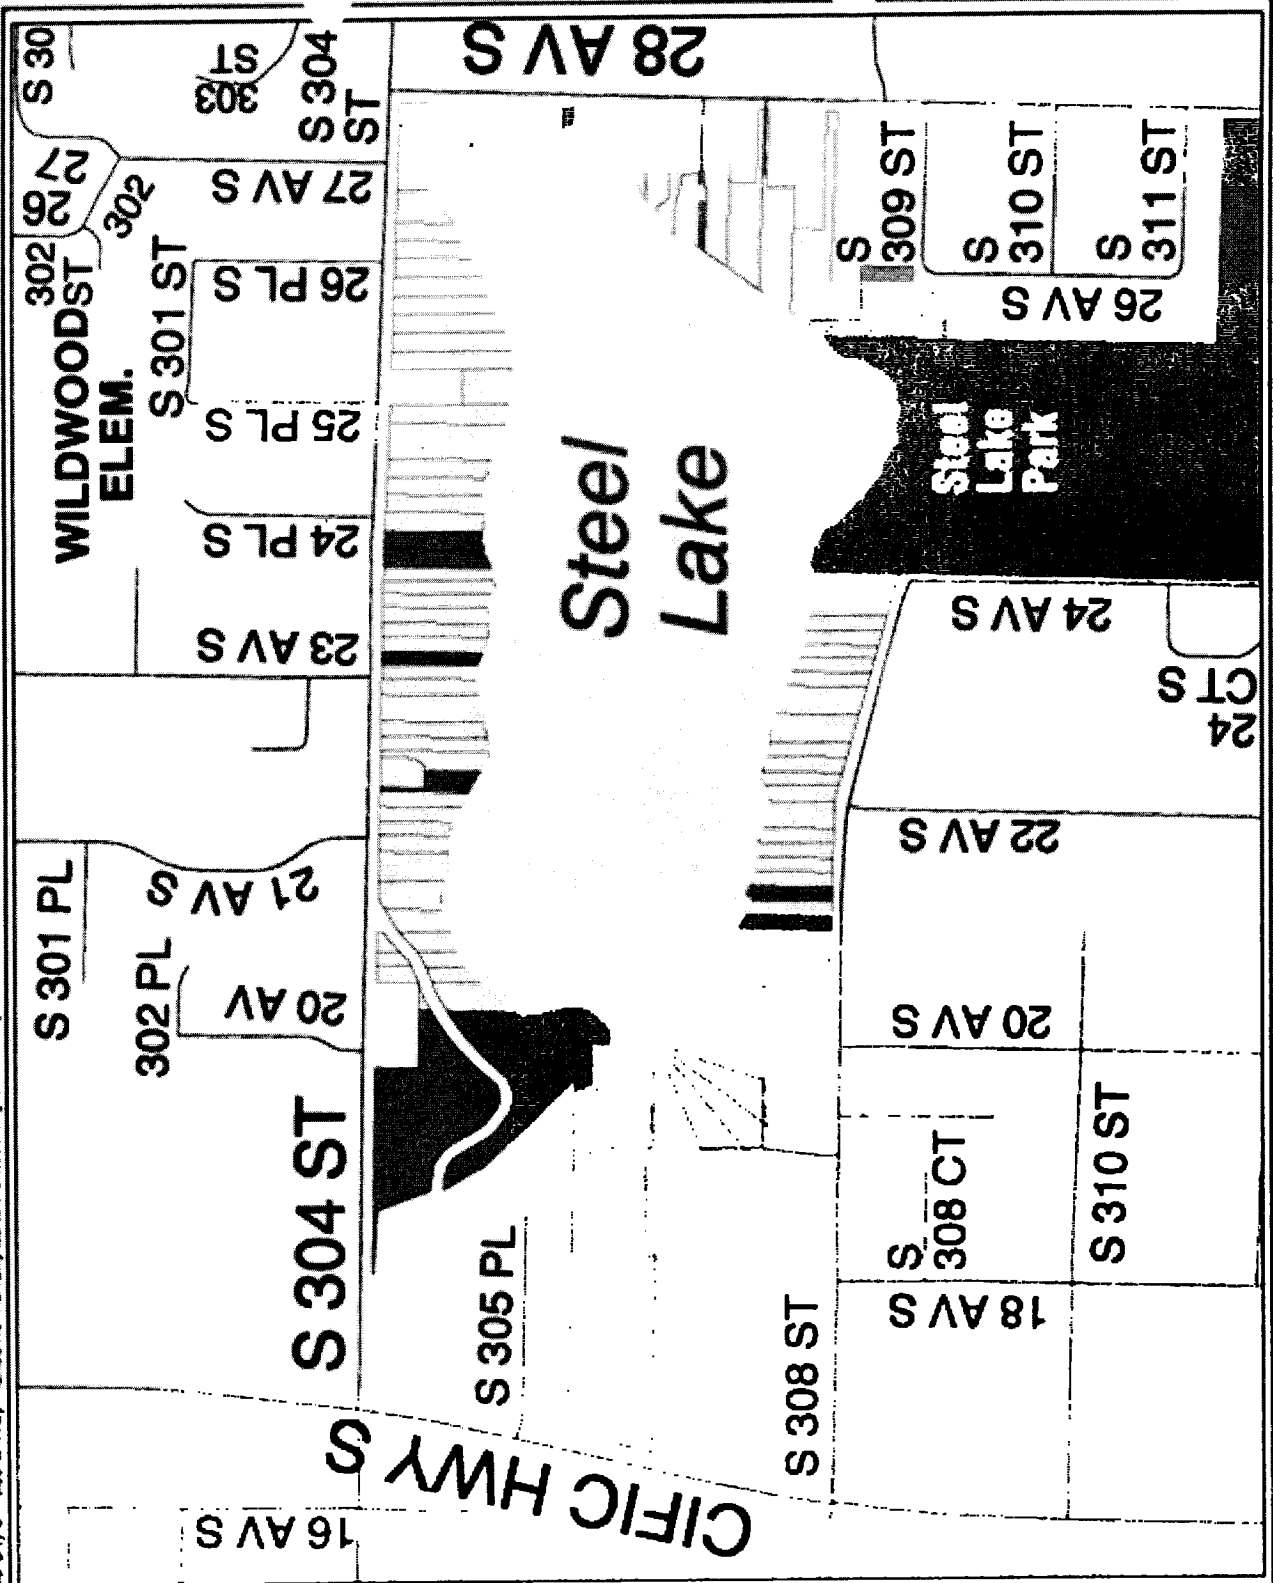 S 30
303
ST
S 304
ST
28 AV S
26
27
302
27 AV S
302
ST
WILDWOOD
ELEM.
S 301 ST
26 PL S
25 PL S
24 PL S
23 AV S
Steel
Lake
S
309 ST
S
310 ST
S
311 ST
26 AV S
Steel
Lake
Park
24 AV S
24
CT S
22 AV S
S 301 PL
21 AV S
302 PL
20 AV
20 AV S
S 304 ST
S 305 PL
S 308 ST
S
308 CT
S 310 ST
18 AV S
CIFIC HWY S
16 AV S